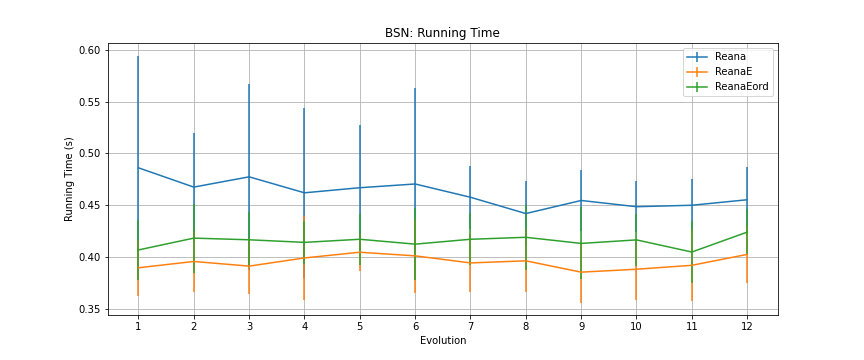 BSN: Running Time
Running Time (s)
0.60
0.55
0.50
0.45
0.40
0.35
1 2 3 4 5 6 7 8 9 10 11 12
Evolution
Reana
ReanaE
ReanaEord